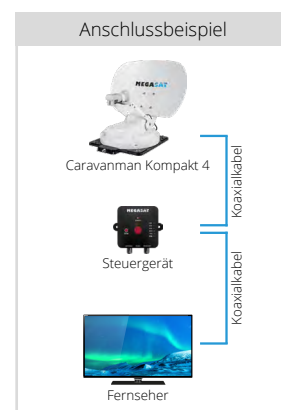 Anschlussbeispiel
MEGASAT
Caravanman Kompakt 4
Koaxialkabel
MEGASAT
Steuergerät
Koaxialkabel
Fernseher